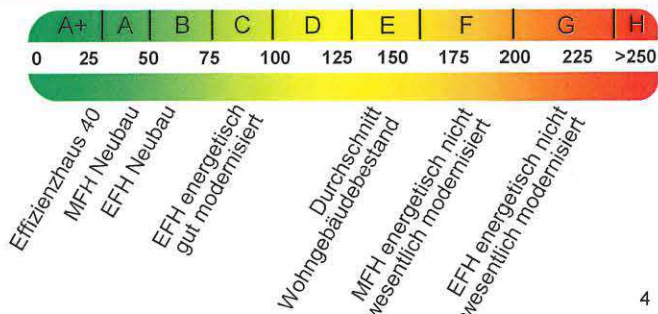 A+ A B C D E F G H
0 25 50 75 100 125 150 175 200 225 >250
Effizienzhaus 40
MFH Neubau
EFH Neubau
EFH energetisch
gut modernisiert
Durchschnitt
Wohngebäudebestand
MFH energetisch nicht
wesentlich modernisiert
EFH energetisch nicht
wesentlich modernisiert
4